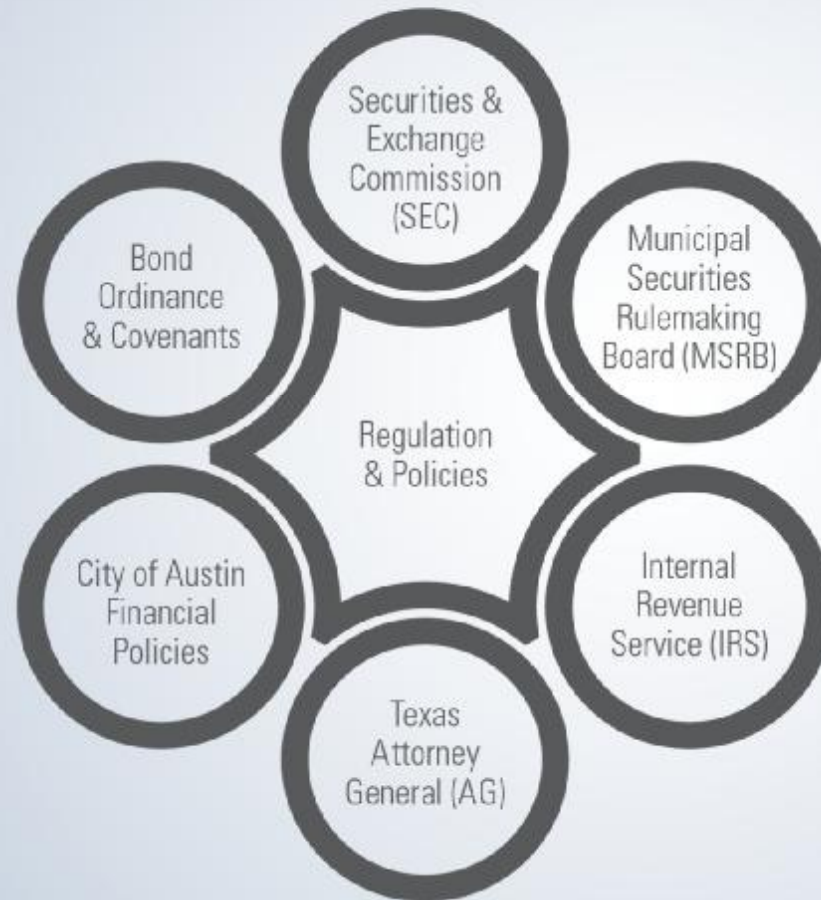 Securities &
Exchange
Commission
(SEC)
Municipal
Securities
Rulemaking
Board (MSRB)
Bond
Ordinance
& Covenants
Regulation
& Policies
Internal
Revenue
Service (IRS)
City of Austin
Financial
Policies
Texas
Attorney
General (AG)